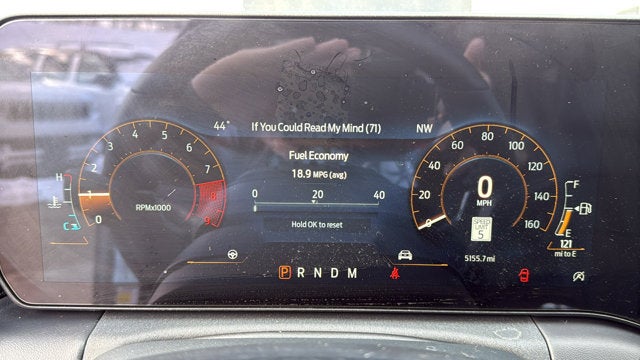 44° If You Could Read My Mind (71) NW
Fuel Economy
18.9 MPG (avg)
0 20 40
Hold OK to reset
0 1 2 3 4 5 6 7 8 9
RPMx1000
H
C
0 20 40 60 80 100 120 140 160
0
MPH
SPEED
LIMIT
5
5155.7 mi
F
E
121
mi to E
P R N D M